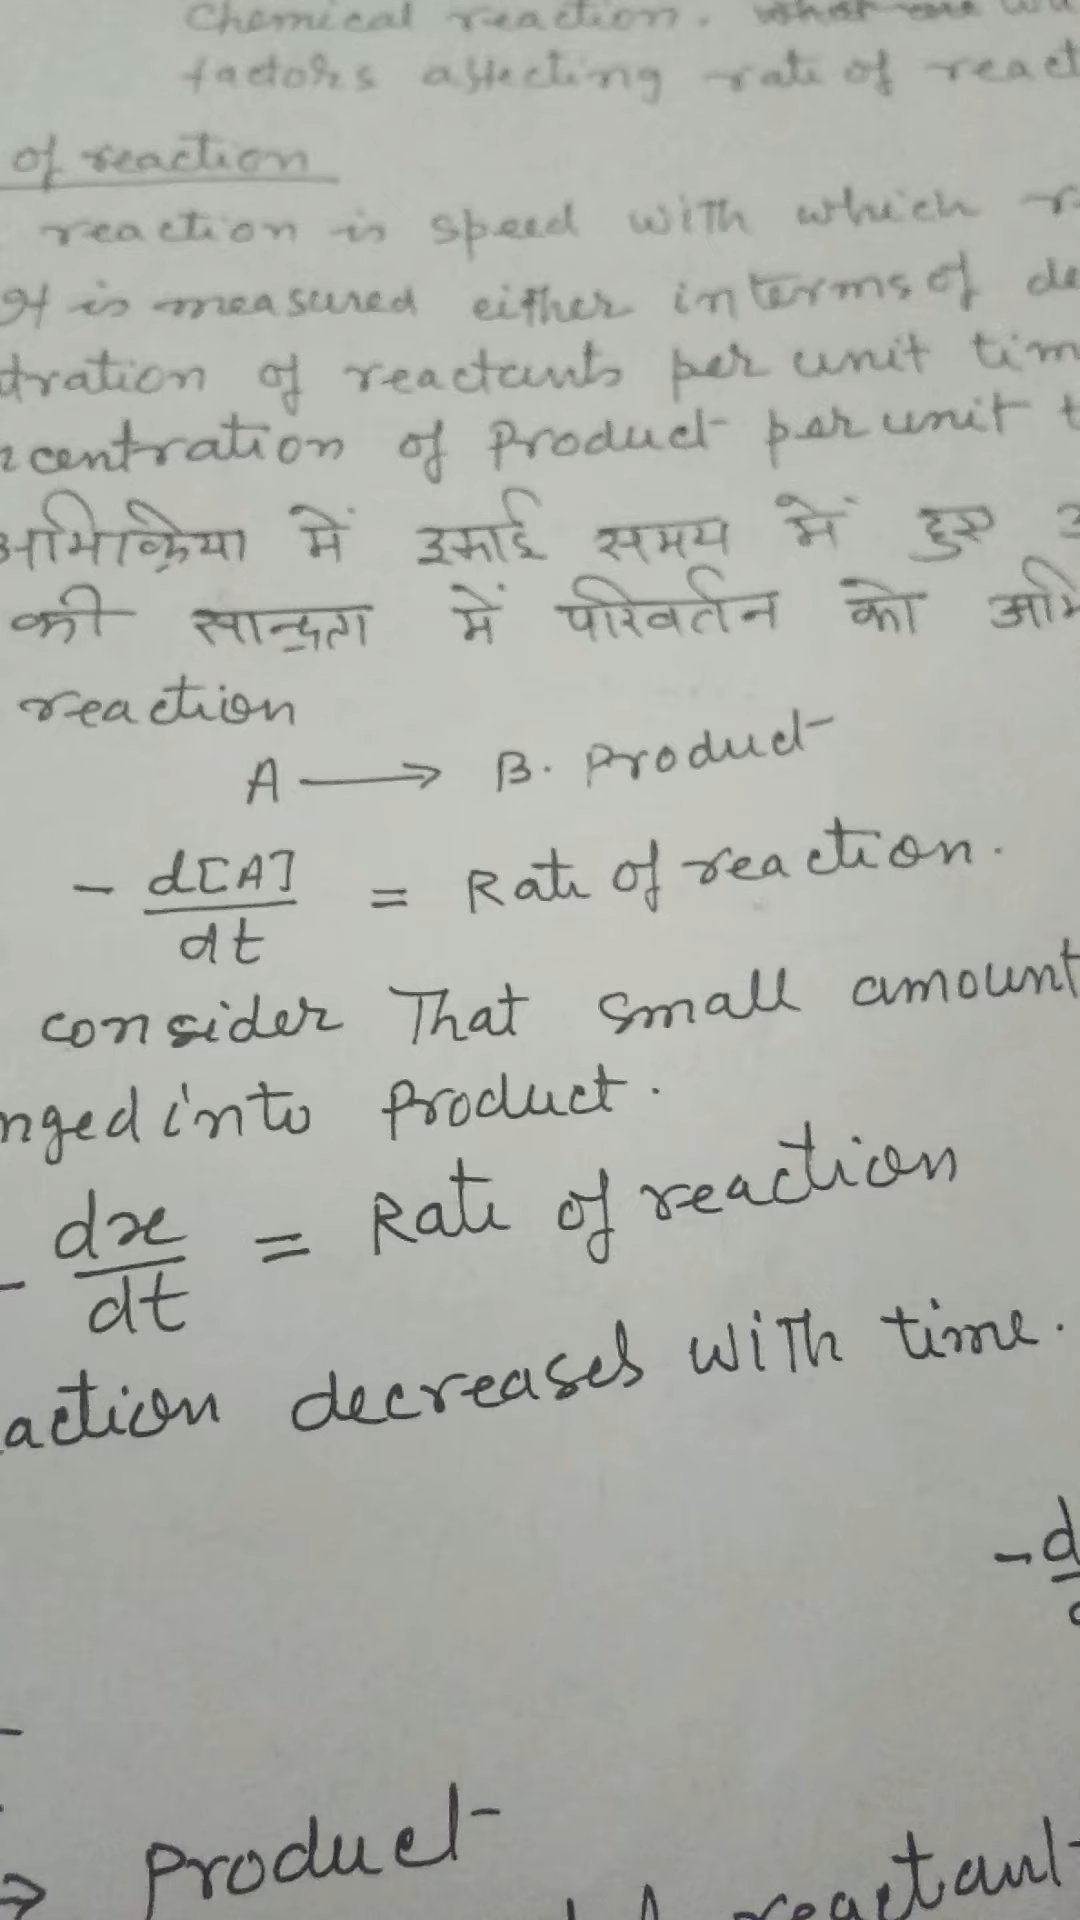 Chemical reaction. What are
factors affecting rate of react
of reaction
reaction is speed with which r
It is measured either in terms of de
tration of reactants per unit tim
centration of Product per unit t
अभिक्रिया में इकाई समय में हुए अ
की सान्द्रता में परिवर्तन को अभि
reaction
A → B. Product
- d[A] / dt = Rate of reaction.
consider That small amount
nged into Product.
- dx / dt = Rate of reaction
action decreases with time.
- d
→ Product
reactant